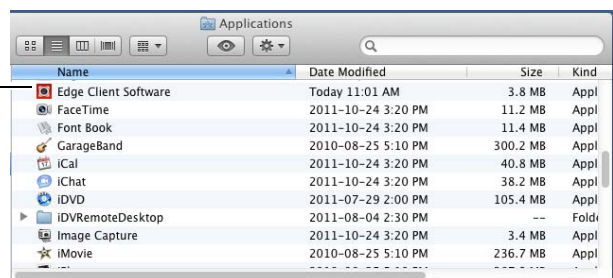 Applications
Name Date Modified Size Kind
Edge Client Software Today 11:01 AM 3.8 MB Appl
FaceTime 2011-10-24 3:20 PM 11.2 MB Appl
Font Book 2011-10-24 3:20 PM 11.4 MB Appl
GarageBand 2010-08-25 5:10 PM 300.2 MB Appl
iCal 2011-10-24 3:20 PM 40.8 MB Appl
iChat 2011-10-24 3:20 PM 38.2 MB Appl
iDVD 2011-07-29 2:00 PM 105.4 MB Appl
iDVRemoteDesktop 2011-08-04 2:30 PM -- Folde
Image Capture 2011-10-24 3:20 PM 3.4 MB Appl
iMovie 2010-08-25 5:10 PM 236.7 MB Appl